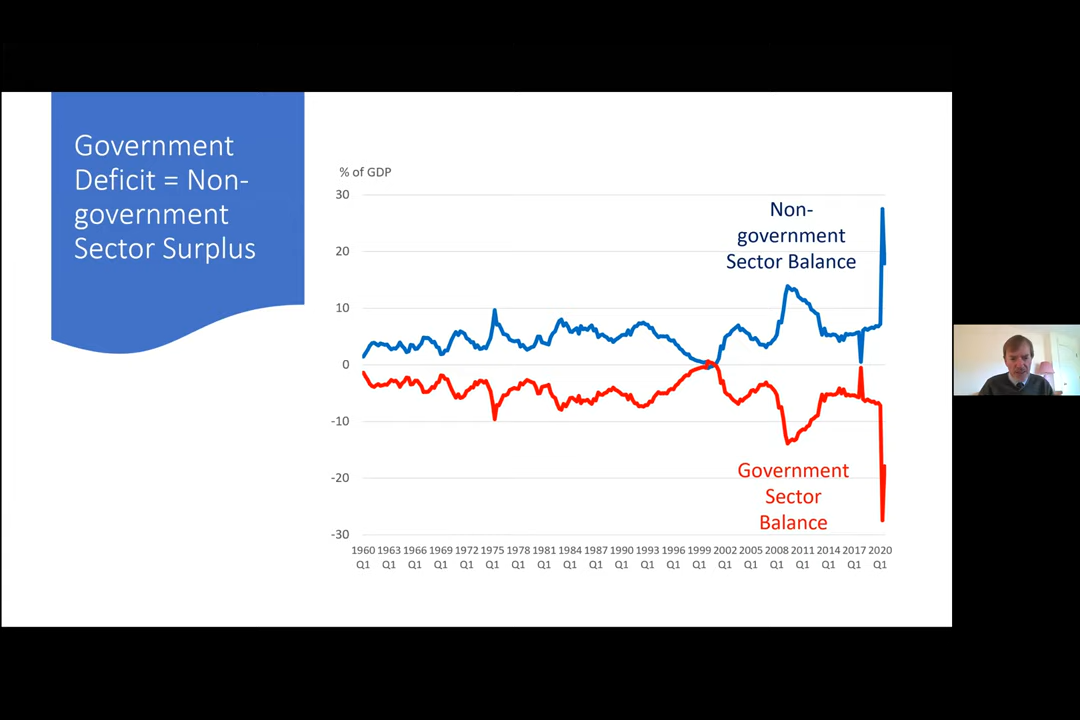 Government
Deficit = Non-
government
Sector Surplus
% of GDP
30
20
10
0
-10
-20
-30
Non-
government
Sector Balance
Government
Sector
Balance
1960 1963 1966 1969 1972 1975 1978 1981 1984 1987 1990 1993 1996 1999 2002 2005 2008 2011 2014 2017 2020
Q1 Q1 Q1 Q1 Q1 Q1 Q1 Q1 Q1 Q1 Q1 Q1 Q1 Q1 Q1 Q1 Q1 Q1 Q1 Q1 Q1